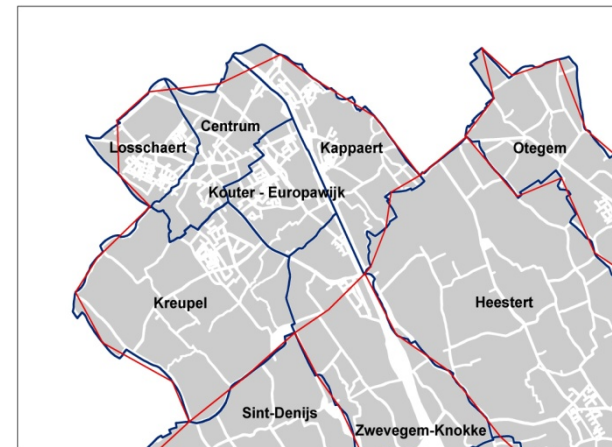 Centrum
Losschaert
Kappaert
Otegem
Kouter - Europawijk
Kreupel
Heestert
Sint-Denijs
Zwevegem-Knokke